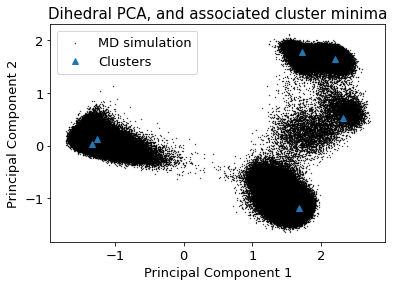 Dihedral PCA, and associated cluster minima
MD simulation
Clusters
2
1
0
−1
Principal Component 2
−1
0
1
2
Principal Component 1